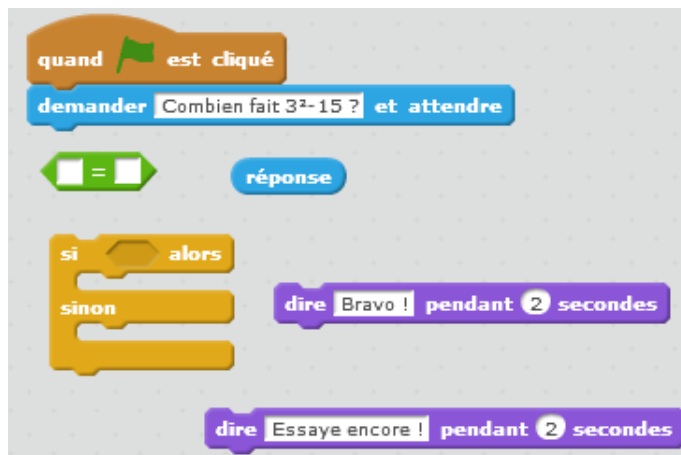 quand est cliqué
demander Combien fait 3²-15 ? et attendre
=
réponse
si alors
sinon
dire Bravo ! pendant 2 secondes
dire Essaye encore ! pendant 2 secondes